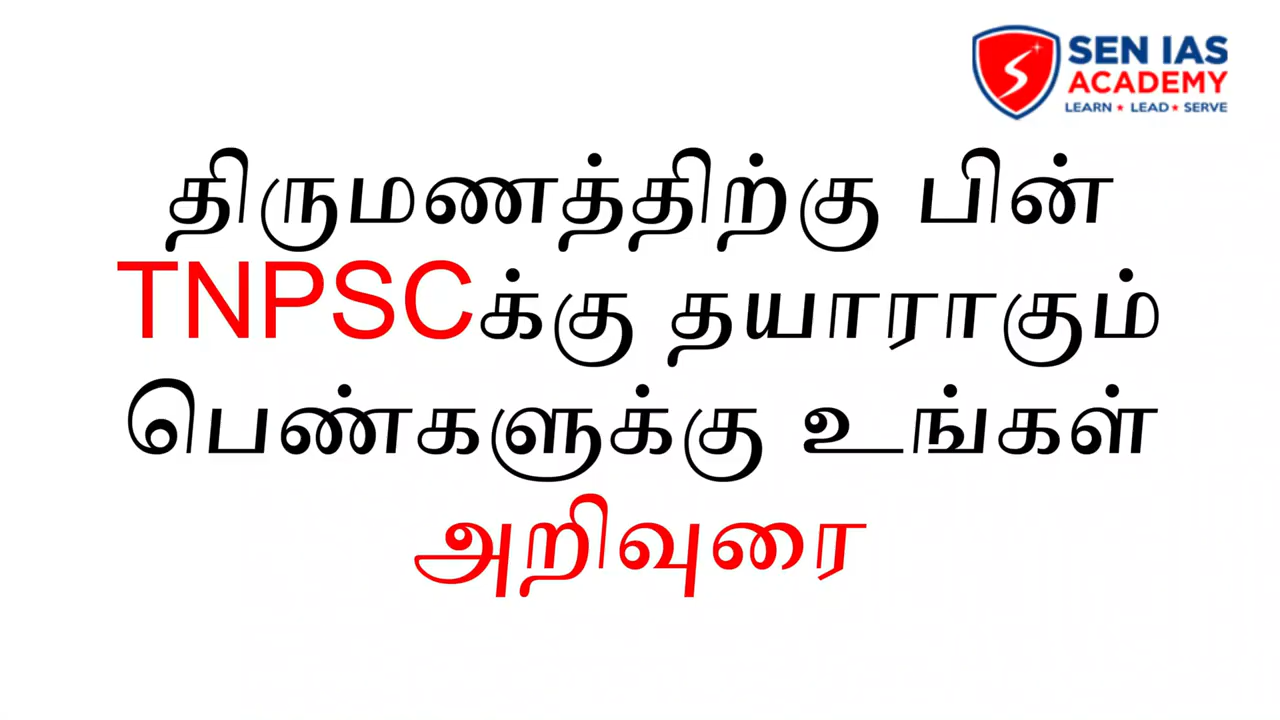 SEN IAS
ACADEMY
LEARN ★ LEAD ★ SERVE
திருமணத்திற்கு பின்
TNPSCக்கு தயாராகும்
பெண்களுக்கு உங்கள்
அறிவுரை